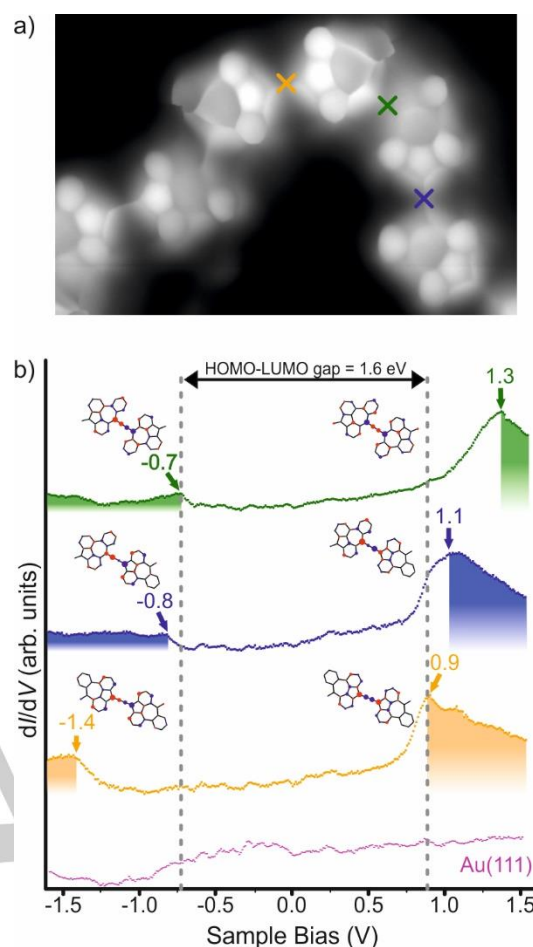 a)
b)
HOMO-LUMO gap = 1.6 eV
1.3
-0.7
1.1
-0.8
0.9
-1.4
Au(111)
dI/dV (arb. units)
-1.5 -1.0 -0.5 0.0 0.5 1.0 1.5
Sample Bias (V)